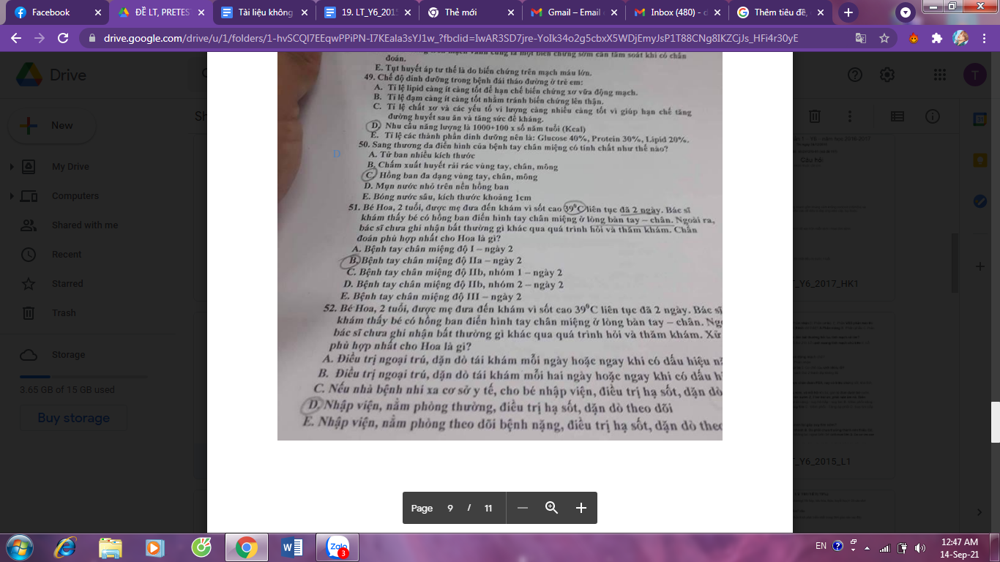 Facebook
ĐỀ LT, PRETES
Tài liệu không
19. LT_Y6_201
Thẻ mới
Gmail – Email
Inbox (480) - d
Thêm tiêu đề,
drive.google.com/drive/u/1/folders/1-hvSCQl7EEqwPPiPN-I7KEala3sYJ1w_?fbclid=IwAR3SD7jre-YoIk34o2g5cbxX5WDjEmyJsP1T88CNg8IKZCjJs_HFi4r30yE
Drive
T
New
My Drive
Computers
Shared with me
Recent
Starred
Trash
Storage
3.65 GB of 15 GB used
Buy storage
mạch vành cũng là một biến chứng sớm cần tầm soát khi có chẩn
đoán.
E. Tụt huyết áp tư thế là do biến chứng trên mạch máu lớn.
49. Chế độ dinh dưỡng trong bệnh đái tháo đường ở trẻ em:
A. Tỉ lệ lipid càng ít càng tốt để hạn chế biến chứng xơ vữa động mạch.
B. Tỉ lệ đạm càng ít càng tốt nhằm tránh biến chứng lên thận.
C. Tỉ lệ chất xơ và các yếu tố vi lượng càng nhiều càng tốt vì giúp hạn chế tăng
đường huyết sau ăn và tăng sức đề kháng.
D. Nhu cầu năng lượng là 1000+100 x số năm tuổi (Kcal)
E. Tỉ lệ các thành phần dinh dưỡng nên là: Glucose 40%, Protein 30%, Lipid 20%.
50. Sang thương da điển hình của bệnh tay chân miệng có tính chất như thế nào?
D
A. Tử ban nhiều kích thước
B. Chấm xuất huyết rải rác vùng tay, chân, mông
C. Hồng ban đa dạng vùng tay, chân, mông
D. Mụn nước nhỏ trên nền hồng ban
E. Bóng nước sâu, kích thước khoảng 1cm
51. Bé Hoa, 2 tuổi, được mẹ đưa đến khám vì sốt cao 39⁰C liên tục đã 2 ngày. Bác sĩ
khám thấy bé có hồng ban điển hình tay chân miệng ở lòng bàn tay – chân. Ngoài ra,
bác sĩ chưa ghi nhận bất thường gì khác qua quá trình hỏi và thăm khám. Chẩn
đoán phù hợp nhất cho Hoa là gì?
A. Bệnh tay chân miệng độ I – ngày 2
B. Bệnh tay chân miệng độ IIa – ngày 2
C. Bệnh tay chân miệng độ IIb, nhóm 1 – ngày 2
D. Bệnh tay chân miệng độ IIb, nhóm 2 – ngày 2
E. Bệnh tay chân miệng độ III – ngày 2
52. Bé Hoa, 2 tuổi, được mẹ đưa đến khám vì sốt cao 39⁰C liên tục đã 2 ngày. Bác sĩ
khám thấy bé có hồng ban điển hình tay chân miệng ở lòng bàn tay – chân.
bác sĩ chưa ghi nhận bất thường gì khác qua quá trình hỏi và thăm khám. Xử
phù hợp nhất cho Hoa là gì?
A. Điều trị ngoại trú, dặn dò tái khám mỗi ngày hoặc ngay khi có dấu hiệu
B. Điều trị ngoại trú, dặn dò tái khám mỗi hai ngày hoặc ngay khi có dấu
C. Nếu nhà bệnh nhi xa cơ sở y tế, cho bé nhập viện, điều trị hạ sốt, dặn dò
D. Nhập viện, nằm phòng thường, điều trị hạ sốt, dặn dò theo dõi
E. Nhập viện, nằm phòng theo dõi bệnh nặng, điều trị hạ sốt, dặn dò
Câu hỏi
T_Y6_2017_HK1
T_Y6_2015_L1
Page 9 / 11
Zalo
3
EN
12:47 AM
14-Sep-21